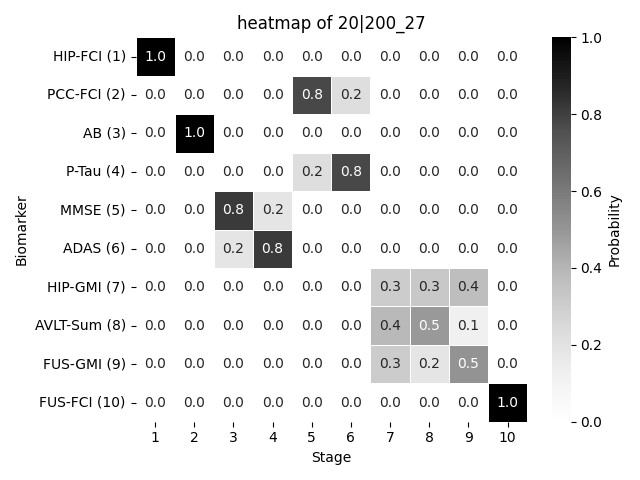 heatmap of 20|200_27
HIP-FCI (1) 1.0 0.0 0.0 0.0 0.0 0.0 0.0 0.0 0.0 0.0
PCC-FCI (2) 0.0 0.0 0.0 0.0 0.8 0.2 0.0 0.0 0.0 0.0
AB (3) 0.0 1.0 0.0 0.0 0.0 0.0 0.0 0.0 0.0 0.0
P-Tau (4) 0.0 0.0 0.0 0.0 0.2 0.8 0.0 0.0 0.0 0.0
MMSE (5) 0.0 0.0 0.8 0.2 0.0 0.0 0.0 0.0 0.0 0.0
ADAS (6) 0.0 0.0 0.2 0.8 0.0 0.0 0.0 0.0 0.0 0.0
HIP-GMI (7) 0.0 0.0 0.0 0.0 0.0 0.0 0.3 0.3 0.4 0.0
AVLT-Sum (8) 0.0 0.0 0.0 0.0 0.0 0.0 0.4 0.5 0.1 0.0
FUS-GMI (9) 0.0 0.0 0.0 0.0 0.0 0.0 0.3 0.2 0.5 0.0
FUS-FCI (10) 0.0 0.0 0.0 0.0 0.0 0.0 0.0 0.0 0.0 1.0
1 2 3 4 5 6 7 8 9 10
Stage
Biomarker
1.0
0.8
0.6
0.4
0.2
0.0
Probability